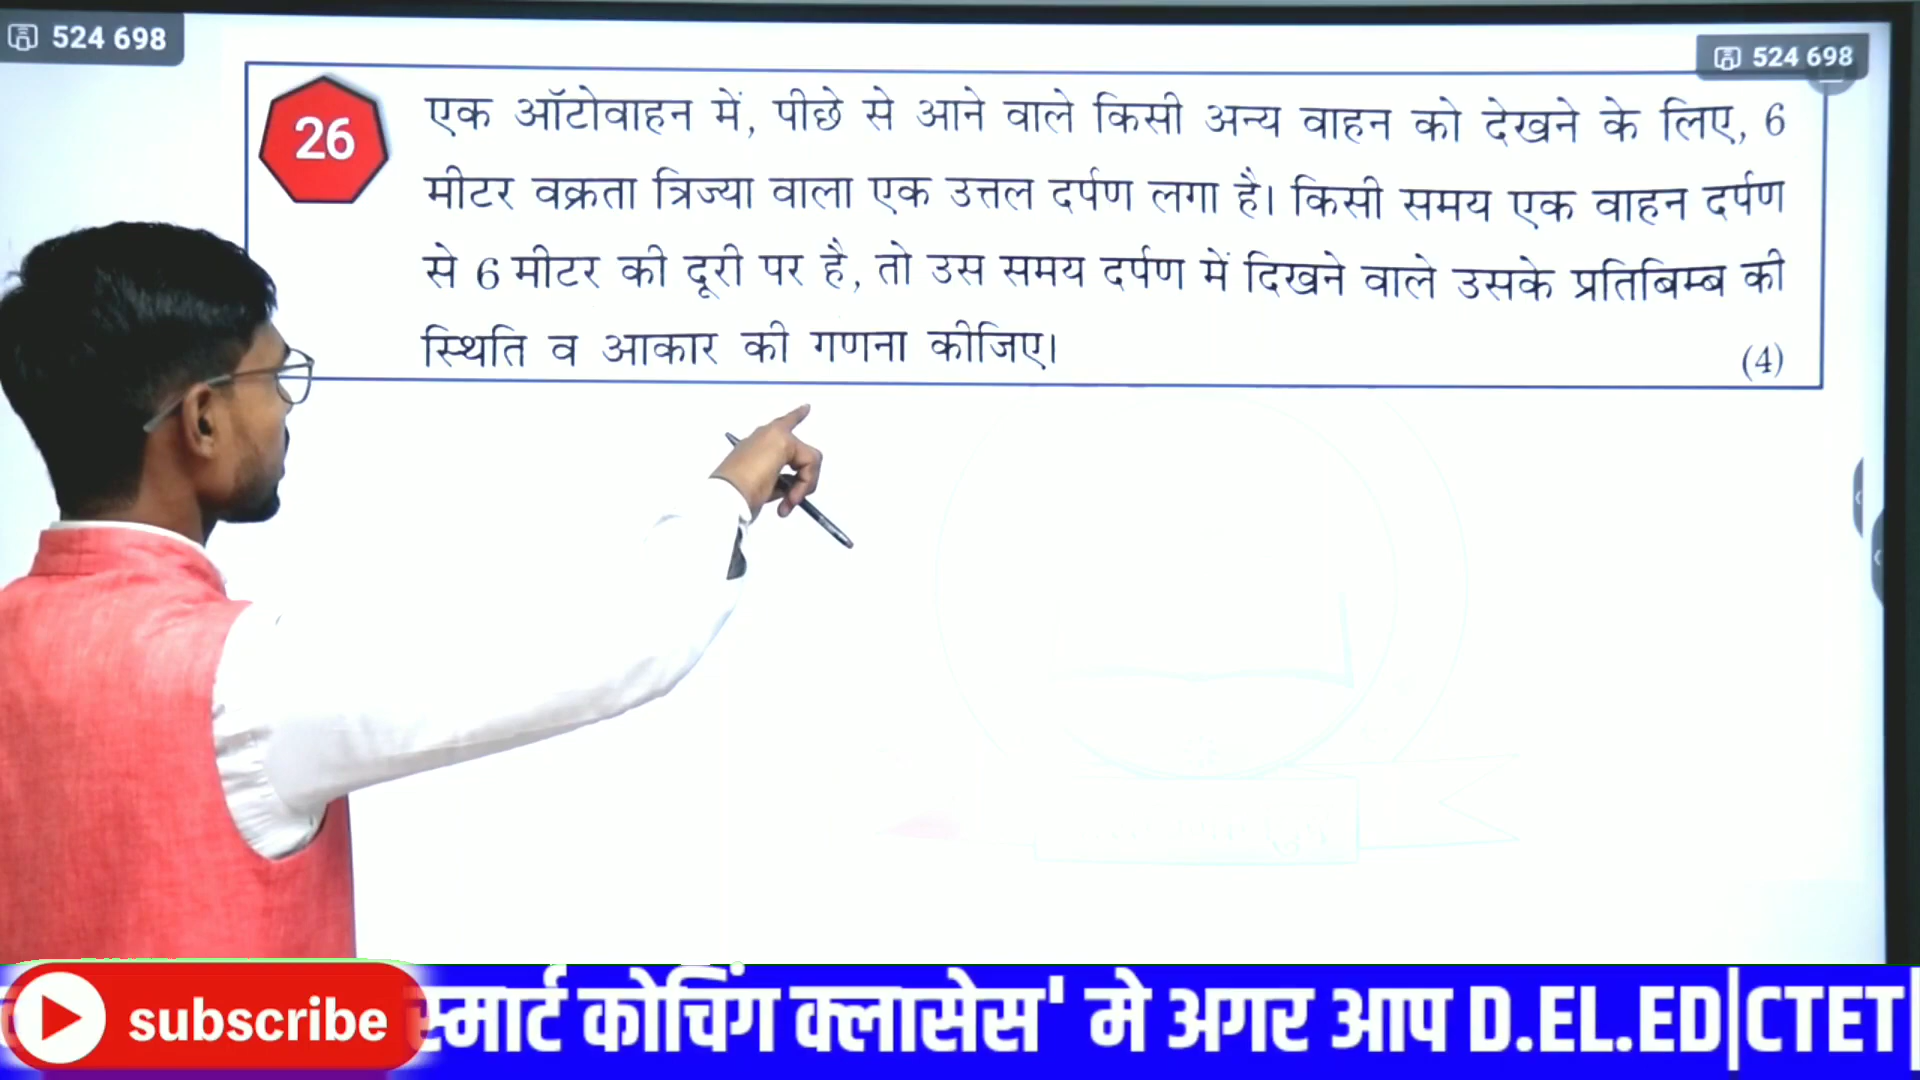 524 698
524 698
26
एक ऑटोवाहन में, पीछे से आने वाले किसी अन्य वाहन को देखने के लिए, 6
मीटर वक्रता त्रिज्या वाला एक उत्तल दर्पण लगा है। किसी समय एक वाहन दर्पण
से 6 मीटर की दूरी पर है, तो उस समय दर्पण में दिखने वाले उसके प्रतिबिम्ब की
स्थिति व आकार की गणना कीजिए।
(4)
subscribe
स्मार्ट कोचिंग क्लासेस' मे अगर आप D.EL.ED|CTET|